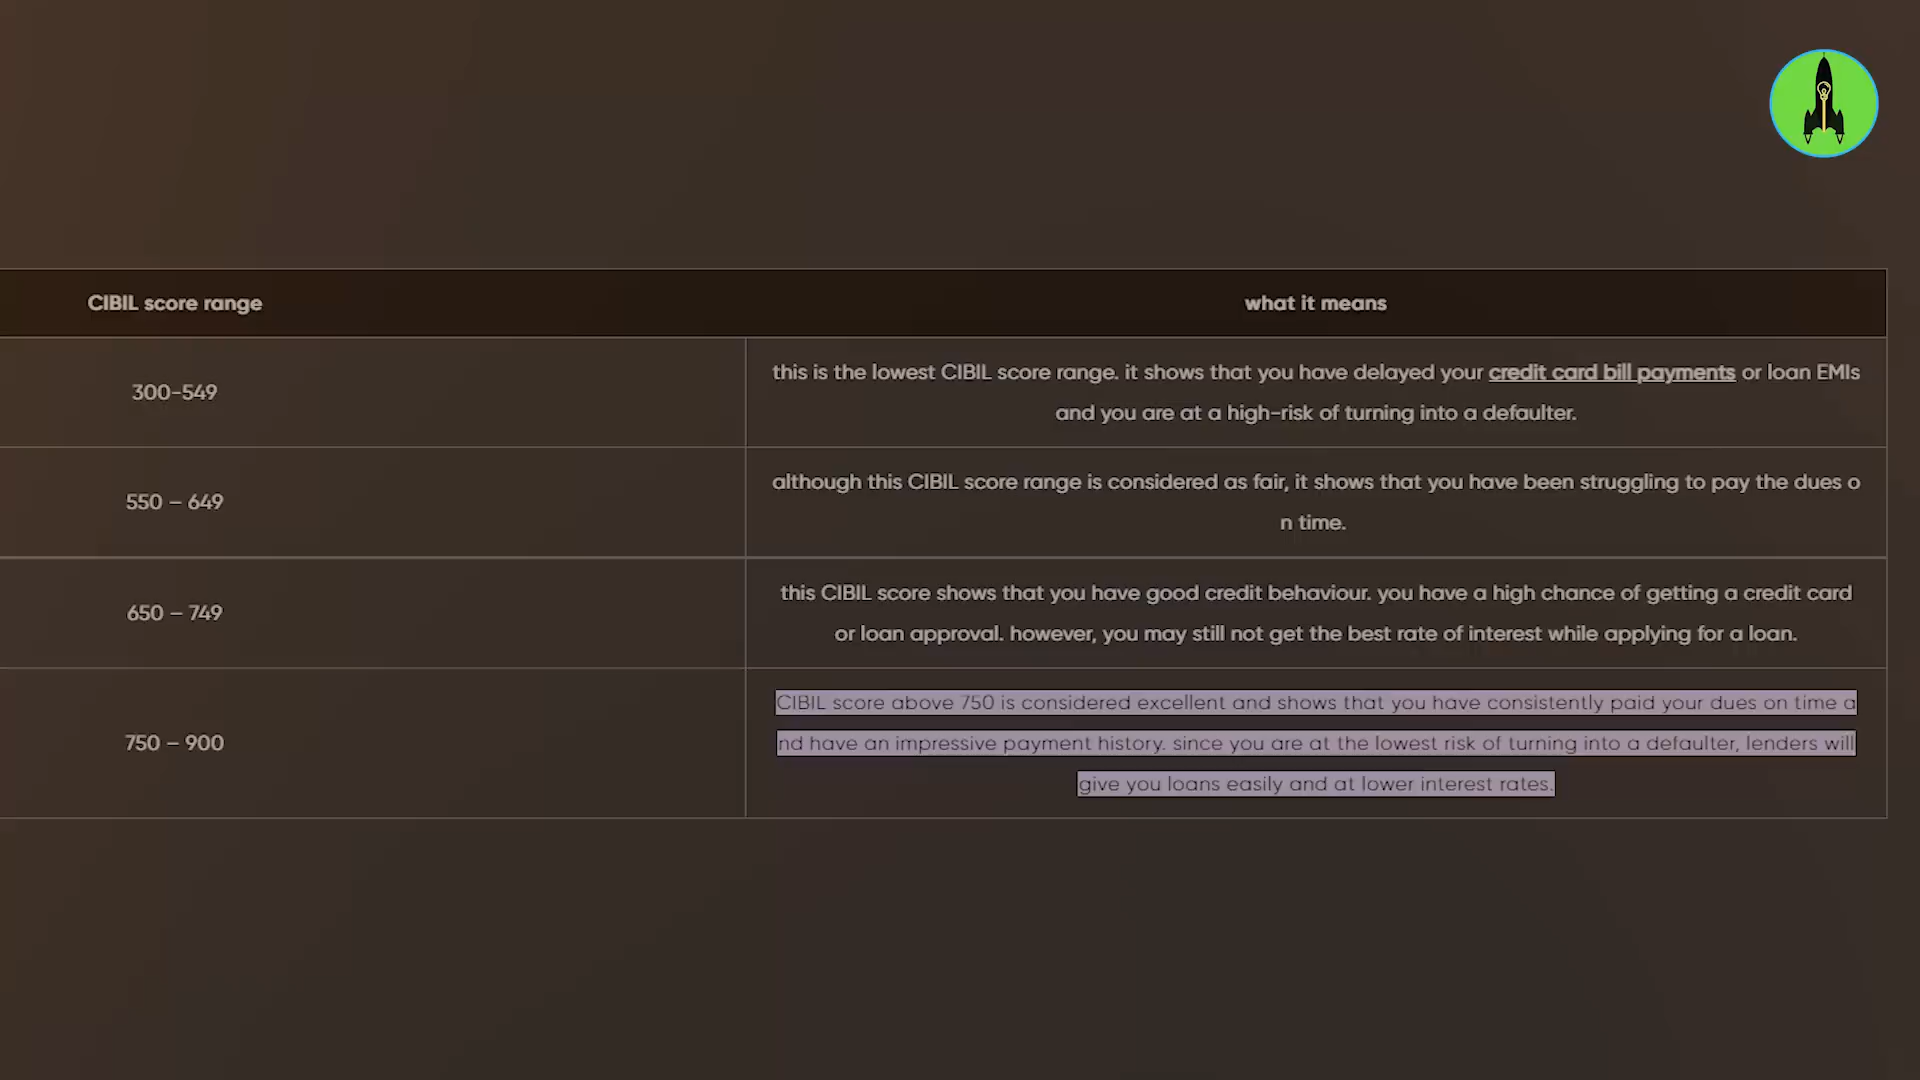 CIBIL score range
what it means
300-549
this is the lowest CIBIL score range. it shows that you have delayed your credit card bill payments or loan EMIs
and you are at a high-risk of turning into a defaulter.
550 – 649
although this CIBIL score range is considered as fair, it shows that you have been struggling to pay the dues o
n time.
650 – 749
this CIBIL score shows that you have good credit behaviour. you have a high chance of getting a credit card
or loan approval. however, you may still not get the best rate of interest while applying for a loan.
750 – 900
CIBIL score above 750 is considered excellent and shows that you have consistently paid your dues on time a
nd have an impressive payment history. since you are at the lowest risk of turning into a defaulter, lenders will
give you loans easily and at lower interest rates.